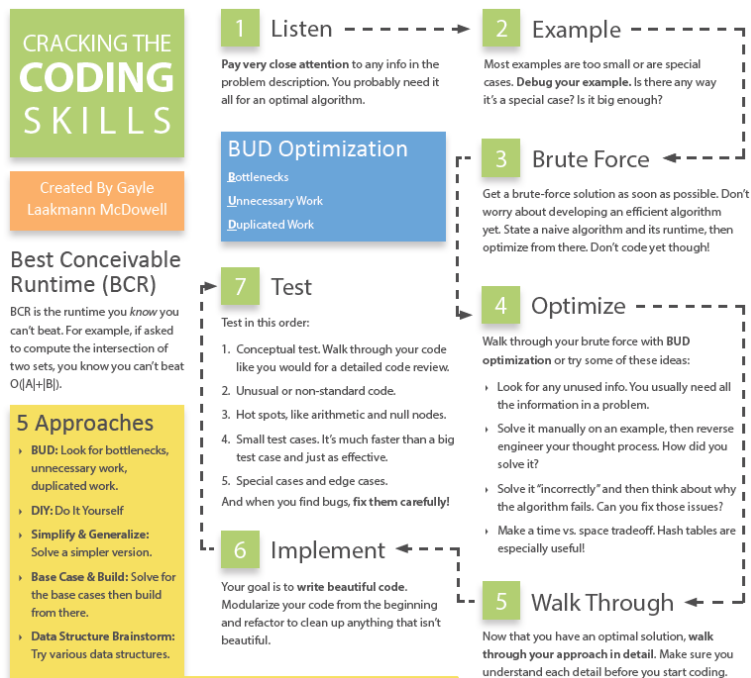 CRACKING THE
CODING
SKILLS
Created By Gayle
Laakmann McDowell
Best Conceivable
Runtime (BCR)
BCR is the runtime you know you
can't beat. For example, if asked
to compute the intersection of
two sets, you know you can't beat
O(|A|+|B|).
5 Approaches
BUD: Look for bottlenecks,
unnecessary work,
duplicated work.
DIY: Do It Yourself
Simplify & Generalize:
Solve a simpler version.
Base Case & Build: Solve for
the base cases then build
from there.
Data Structure Brainstorm:
Try various data structures.
1 Listen
Pay very close attention to any info in the
problem description. You probably need it
all for an optimal algorithm.
2 Example
Most examples are too small or are special
cases. Debug your example. Is there any way
it's a special case? Is it big enough?
BUD Optimization
Bottlenecks
Unnecessary Work
Duplicated Work
3 Brute Force
Get a brute-force solution as soon as possible. Don't
worry about developing an efficient algorithm
yet. State a naive algorithm and its runtime, then
optimize from there. Don't code yet though!
4 Optimize
Walk through your brute force with BUD
optimization or try some of these ideas:
Look for any unused info. You usually need all
the information in a problem.
Solve it manually on an example, then reverse
engineer your thought process. How did you
solve it?
Solve it "incorrectly" and then think about why
the algorithm fails. Can you fix those issues?
Make a time vs. space tradeoff. Hash tables are
especially useful!
5 Walk Through
Now that you have an optimal solution, walk
through your approach in detail. Make sure you
understand each detail before you start coding.
6 Implement
Your goal is to write beautiful code.
Modularize your code from the beginning
and refactor to clean up anything that isn't
beautiful.
7 Test
Test in this order:
1. Conceptual test. Walk through your code
like you would for a detailed code review.
2. Unusual or non-standard code.
3. Hot spots, like arithmetic and null nodes.
4. Small test cases. It's much faster than a big
test case and just as effective.
5. Special cases and edge cases.
And when you find bugs, fix them carefully!